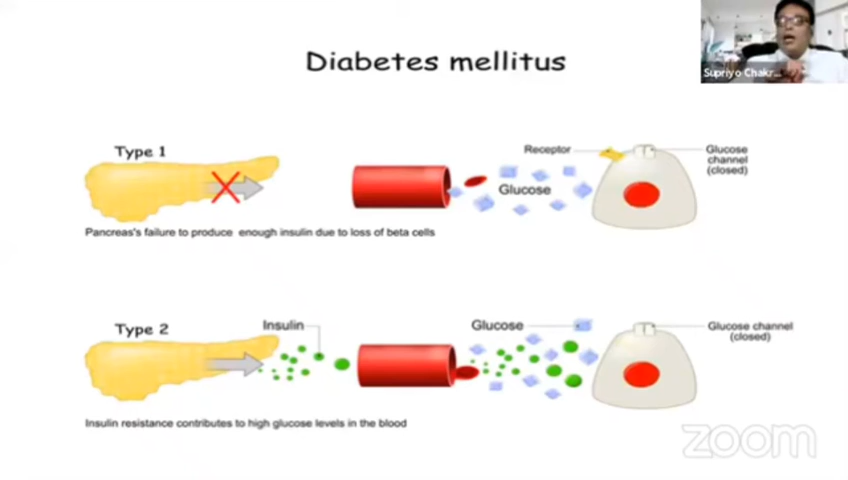 Diabetes mellitus
Supriyo Chakr...
Type 1
Receptor
Glucose
channel
(closed)
Glucose
Pancreas's failure to produce enough insulin due to loss of beta cells
Type 2
Insulin
Glucose
Glucose channel
(closed)
Insulin resistance contributes to high glucose levels in the blood
zoom